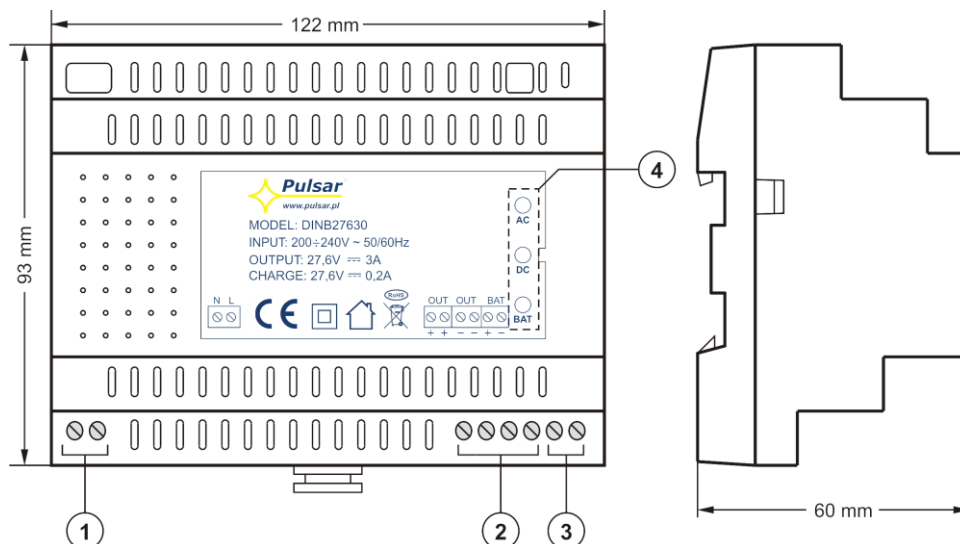 122 mm
93 mm
Pulsar
www.pulsar.pl
MODEL: DINB27630
INPUT: 200÷240V ~ 50/60Hz
OUTPUT: 27,6V ⎓ 3A
CHARGE: 27,6V ⎓ 0,2A
N L
CE
RoHS
OUT OUT BAT
+ + − − + −
AC
DC
BAT
4
1
2
3
60 mm